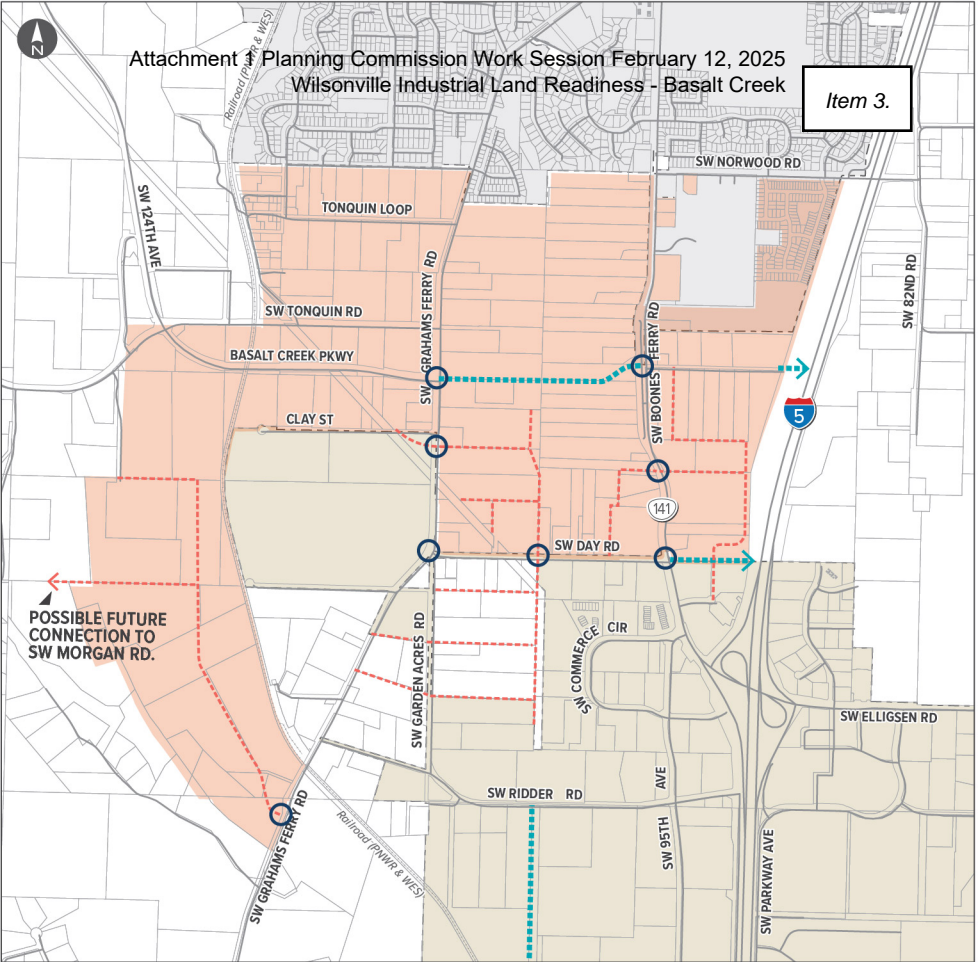 N
Attachment 1 Planning Commission Work Session February 12, 2025
Wilsonville Industrial Land Readiness - Basalt Creek
Item 3.
Railroad (PNWR & WES)
SW NORWOOD RD
SW 124TH AVE
TONQUIN LOOP
SW GRAHAMS FERRY RD
SW BOONES FERRY RD
SW 82ND RD
SW TONQUIN RD
BASALT CREEK PKWY
5
CLAY ST
141
SW DAY RD
POSSIBLE FUTURE
CONNECTION TO
SW MORGAN RD.
SW GARDEN ACRES RD
SW COMMERCE CIR
SW ELLIGSEN RD
SW RIDDER RD
SW 95TH AVE
SW PARKWAY AVE
SW GRAHAMS FERRY RD
Railroad (PNWR & WES)